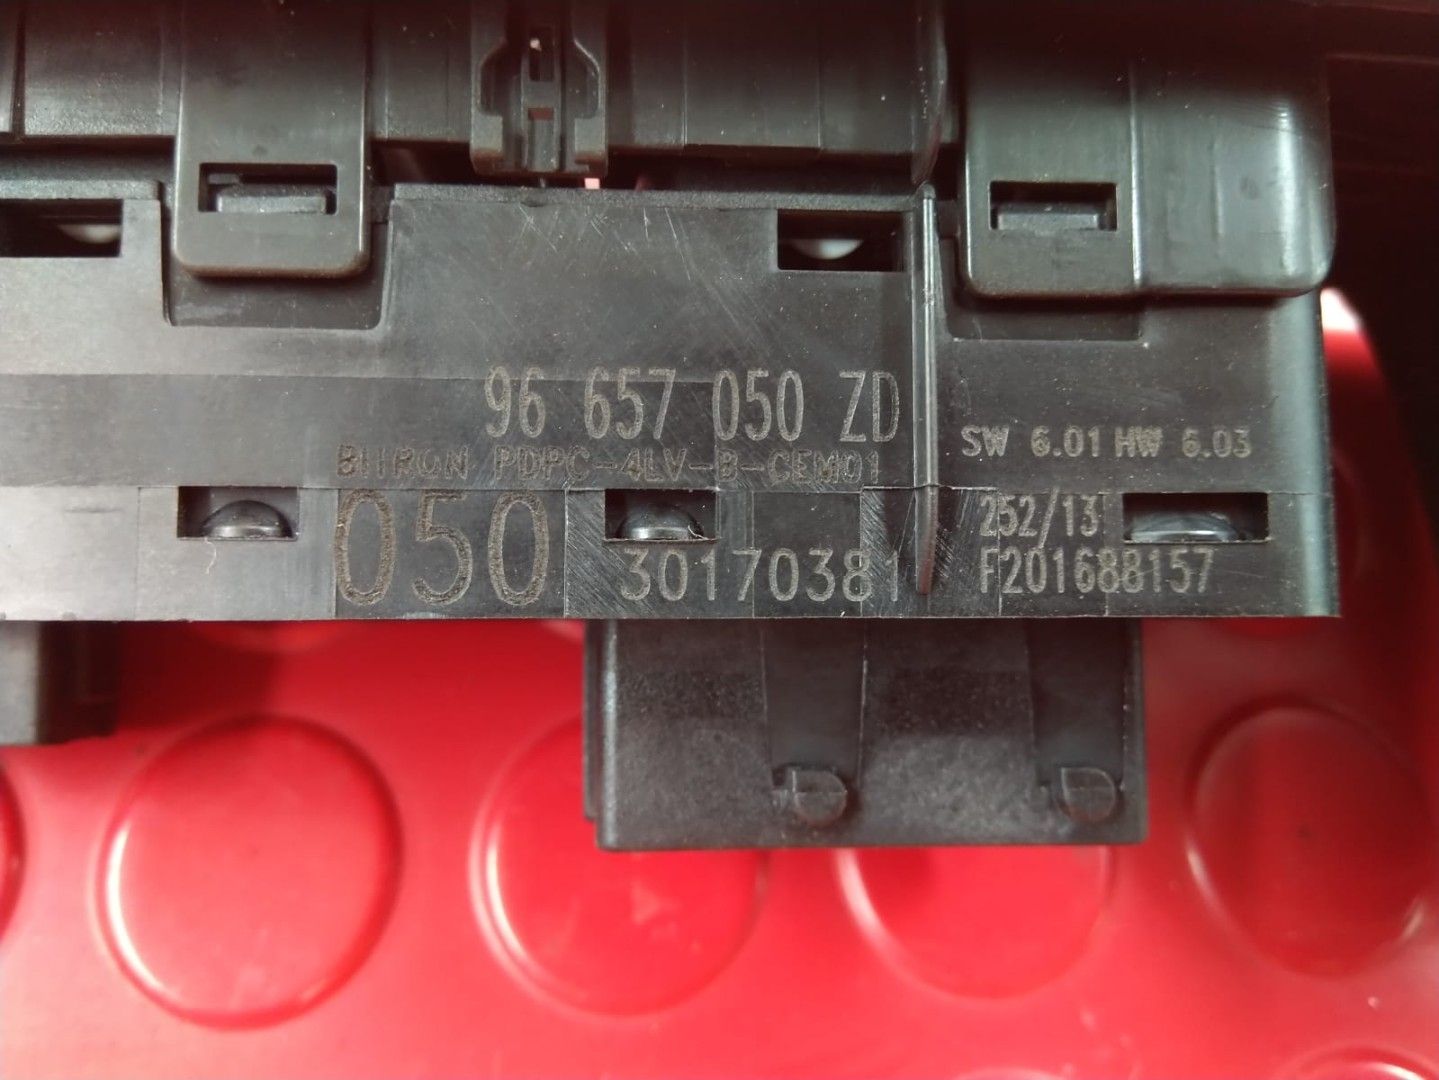 96 657 050 ZD
BITRON PDPC-4LV-B-CEM01
SW 6.01 HW 6.03
050
30170381
252/13
F201688157